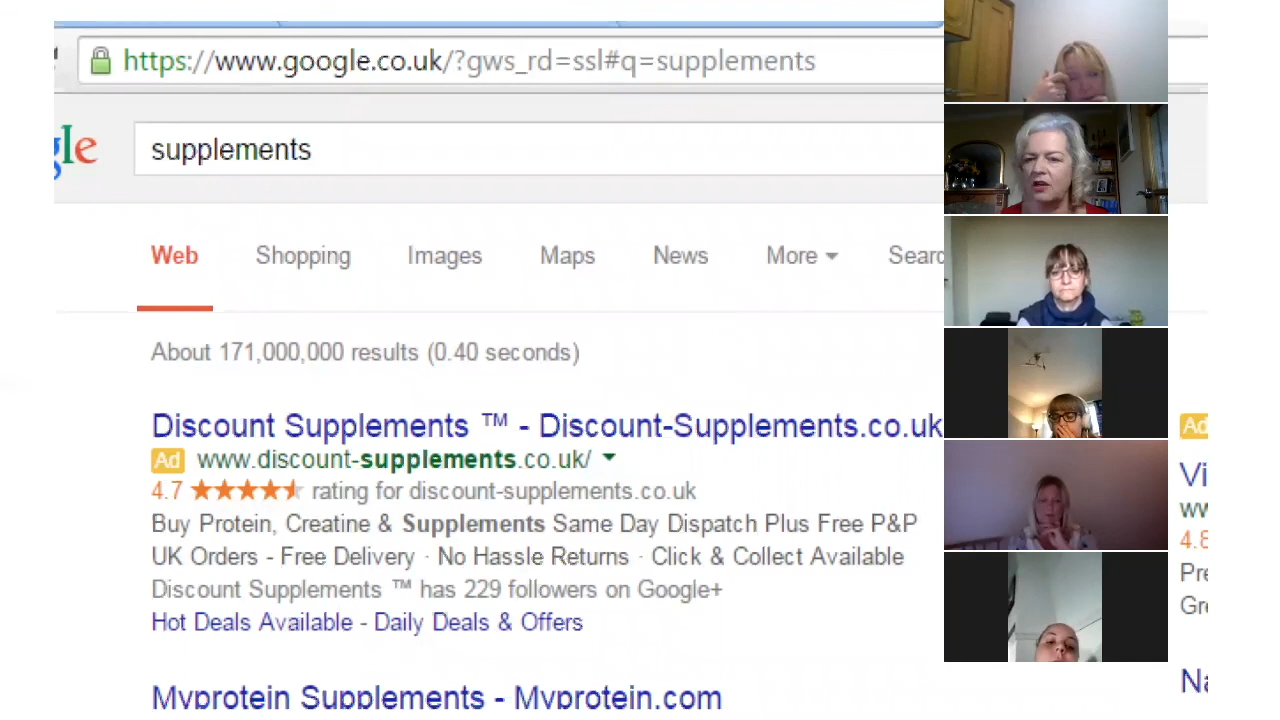 https://www.google.co.uk/?gws_rd=ssl#q=supplements
gle
supplements
Web Shopping Images Maps News More Searc
About 171,000,000 results (0.40 seconds)
Discount Supplements ™ - Discount-Supplements.co.uk
Ad www.discount-supplements.co.uk/
4.7 rating for discount-supplements.co.uk
Buy Protein, Creatine & Supplements Same Day Dispatch Plus Free P&P
UK Orders - Free Delivery · No Hassle Returns · Click & Collect Available
Discount Supplements ™ has 229 followers on Google+
Hot Deals Available - Daily Deals & Offers
Myprotein Supplements - Myprotein.com
Ad
Vi
ww
4.8
Pre
Gre
Na